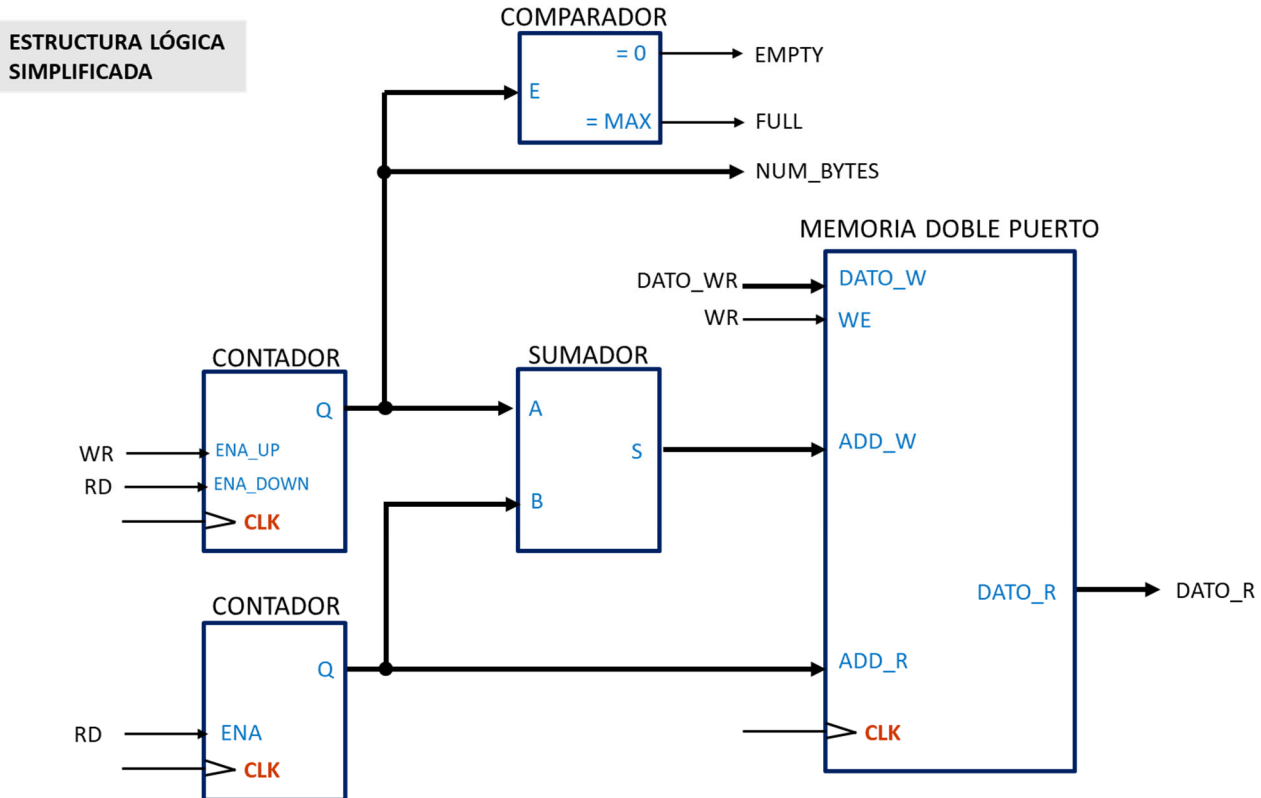 ESTRUCTURA LÓGICA
SIMPLIFICADA
COMPARADOR
= 0
EMPTY
E
= MAX
FULL
NUM_BYTES
MEMORIA DOBLE PUERTO
DATO_WR
DATO_W
WR
WE
CONTADOR
Q
WR
ENA_UP
RD
ENA_DOWN
CLK
SUMADOR
A
S
B
ADD_W
DATO_R
DATO_R
CONTADOR
Q
ADD_R
RD
ENA
CLK
CLK